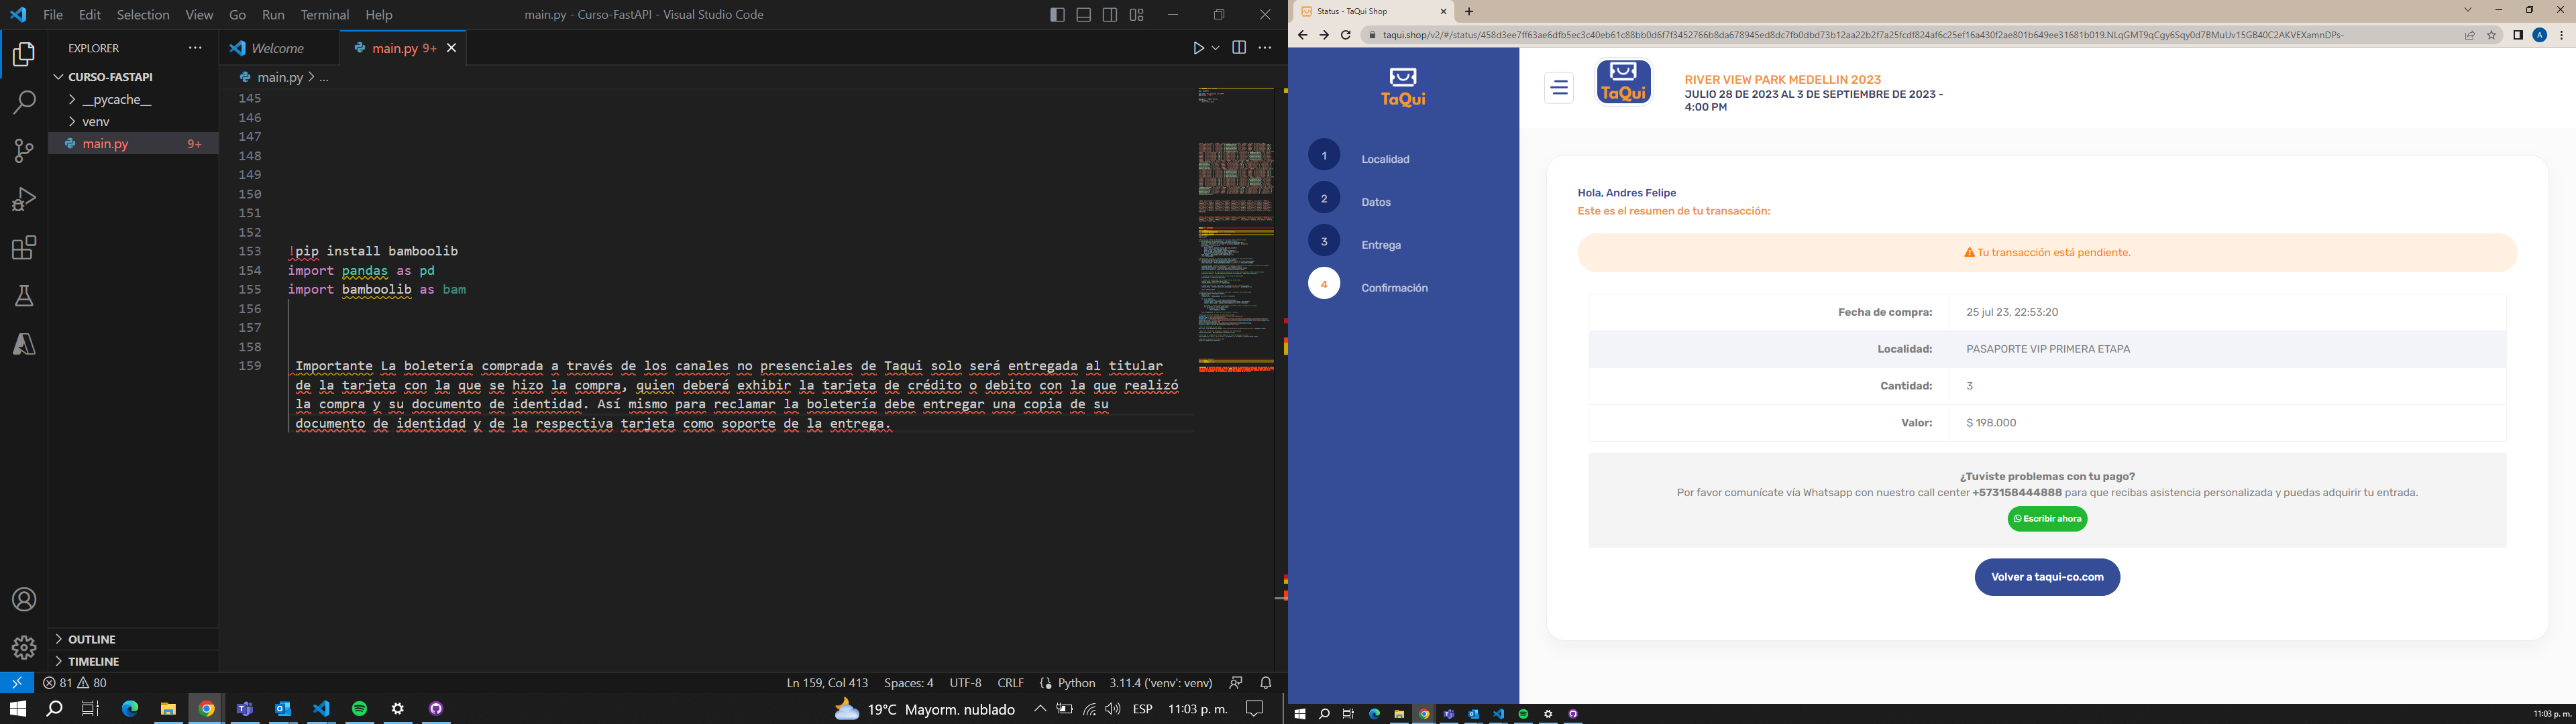 File Edit Selection View Go Run Terminal Help
main.py - Curso-FastAPI - Visual Studio Code
EXPLORER
CURSO-FASTAPI
__pycache__
venv
main.py 9+
OUTLINE
TIMELINE
Welcome
main.py 9+
main.py > ...
145
146
147
148
149
150
151
152
153 !pip install bamboolib
154 import pandas as pd
155 import bamboolib as bam
156
157
158
159 Importante La boletería comprada a través de los canales no presenciales de Taqui solo será entregada al titular
de la tarjeta con la que se hizo la compra, quien deberá exhibir la tarjeta de crédito o debito con la que realizó
la compra y su documento de identidad. Así mismo para reclamar la boletería debe entregar una copia de su
documento de identidad y de la respectiva tarjeta como soporte de la entrega.
81 80
Ln 159, Col 413 Spaces: 4 UTF-8 CRLF Python 3.11.4 ('venv': venv)
19°C Mayorm. nublado ESP 11:03 p. m.
Status - TaQui Shop
TaQui
1 Localidad
2 Datos
3 Entrega
4 Confirmación
TaQui
RIVER VIEW PARK MEDELLIN 2023
JULIO 28 DE 2023 AL 3 DE SEPTIEMBRE DE 2023 -
4:00 PM
Hola, Andres Felipe
Este es el resumen de tu transacción:
Tu transacción está pendiente.
Fecha de compra: 25 jul 23, 22:53:20
Localidad: PASAPORTE VIP PRIMERA ETAPA
Cantidad: 3
Valor: $ 198.000
¿Tuviste problemas con tu pago?
Por favor comunícate vía Whatsapp con nuestro call center +573158444888 para que recibas asistencia personalizada y puedas adquirir tu entrada.
Escribir ahora
Volver a taqui-co.com
11:03 p. m.